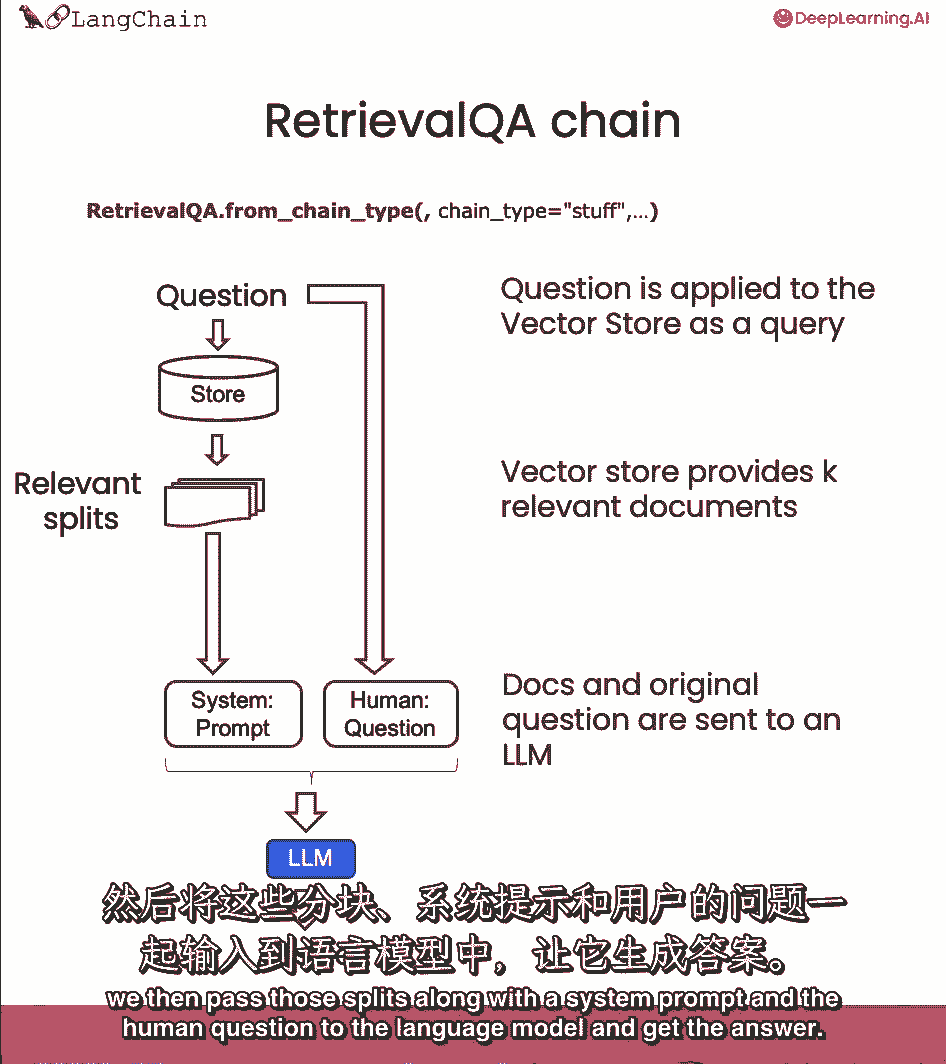 LangChain
DeepLearning.AI
RetrievalQA chain
RetrievalQA.from_chain_type(, chain_type="stuff",...)
Question
Question is applied to the
Vector Store as a query
Store
Relevant
splits
Vector store provides k
relevant documents
System:
Prompt
Human:
Question
Docs and original
question are sent to an
LLM
LLM
然后将这些分块、系统提示和用户的问题一
起输入到语言模型中，让它生成答案。
we then pass those splits along with a system prompt and the
human question to the language model and get the answer.